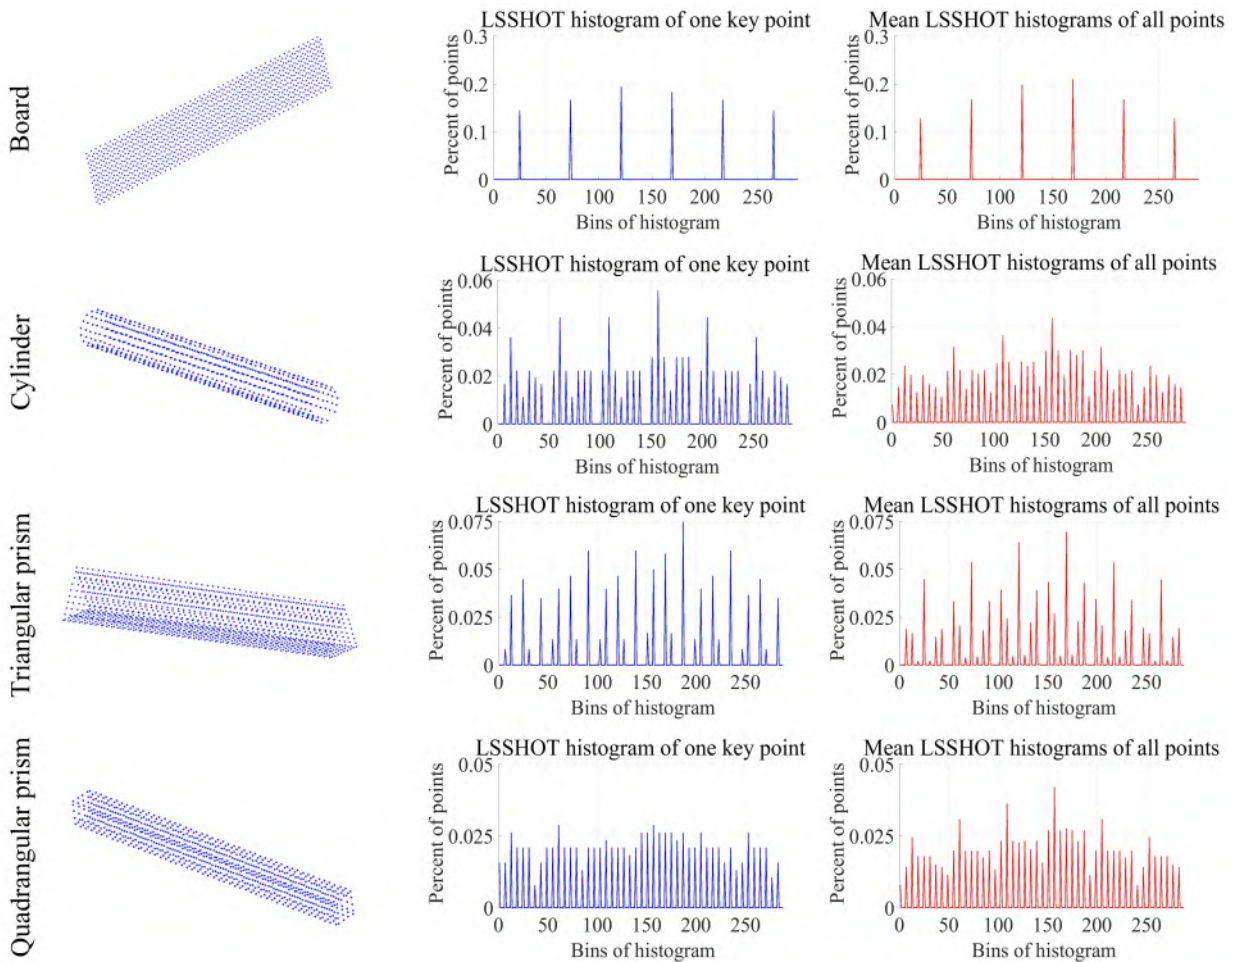 Board
LSSHOT histogram of one key point
Percent of points
0.3
0.2
0.1
0
0 50 100 150 200 250
Bins of histogram
Mean LSSHOT histograms of all points
Percent of points
0.3
0.2
0.1
0
0 50 100 150 200 250
Bins of histogram
Cylinder
LSSHOT histogram of one key point
Percent of points
0.06
0.04
0.02
0
0 50 100 150 200 250
Bins of histogram
Mean LSSHOT histograms of all points
Percent of points
0.06
0.04
0.02
0
0 50 100 150 200 250
Bins of histogram
Triangular prism
LSSHOT histogram of one key point
Percent of points
0.075
0.05
0.025
0
0 50 100 150 200 250
Bins of histogram
Mean LSSHOT histograms of all points
Percent of points
0.075
0.05
0.025
0
0 50 100 150 200 250
Bins of histogram
Quadrangular prism
LSSHOT histogram of one key point
Percent of points
0.05
0.025
0
0 50 100 150 200 250
Bins of histogram
Mean LSSHOT histograms of all points
Percent of points
0.05
0.025
0
0 50 100 150 200 250
Bins of histogram